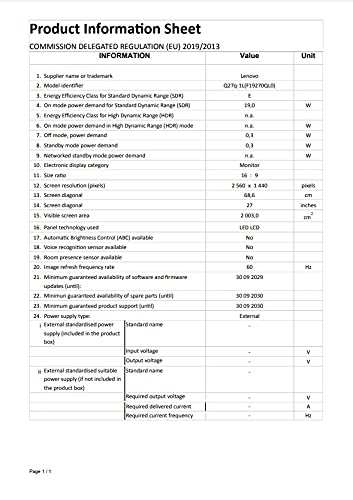 Product Information Sheet
COMMISSION DELEGATED REGULATION (EU) 2019/2013
INFORMATION Value Unit
1. Supplier name or trademark Lenovo
2. Model identifier Q27q-1L(F19270QL0)
3. Energy Efficiency Class for Standard Dynamic Range (SDR) E
4. On mode power demand for Standard Dynamic Range (SDR) 19,0 W
5. Energy Efficiency Class for High Dynamic Range (HDR) n.a.
6. On mode power demand in High Dynamic Range (HDR) mode n.a. W
7. Off mode, power demand 0,3 W
8. Standby mode power demand 0,3 W
9. Networked standby mode power demand n.a. W
10. Electronic display category Monitor
11. Size ratio 16 : 9
12. Screen resolution (pixels) 2 560 x 1 440 pixels
13. Screen diagonal 68,6 cm
14. Screen diagonal 27 inches
15. Visible screen area 2 003,0 cm²
16. Panel technology used LED LCD
17. Automatic Brightness Control (ABC) available No
18. Voice recognition sensor available No
19. Room presence sensor available No
20. Image refresh frequency rate 60 Hz
21. Minimum guaranteed availability of software and firmware 30 09 2029
updates (until):
22. Minimum guaranteed availability of spare parts (until) 30 09 2030
23. Minimum guaranteed product support (until) 30 09 2030
24. Power supply type: External
i External standardised power Standard name -
supply (included in the product
box)
Input voltage - V
Output voltage - V
ii External standardised suitable Standard name -
power supply (if not included in
the product box)
Required output voltage - V
Required delivered current - A
Required current frequency - Hz
Page 1 / 1